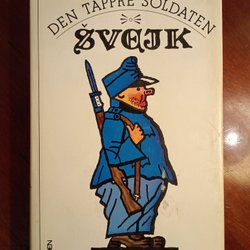 DEN TAPPRE SOLDATEN
ŠVEJK